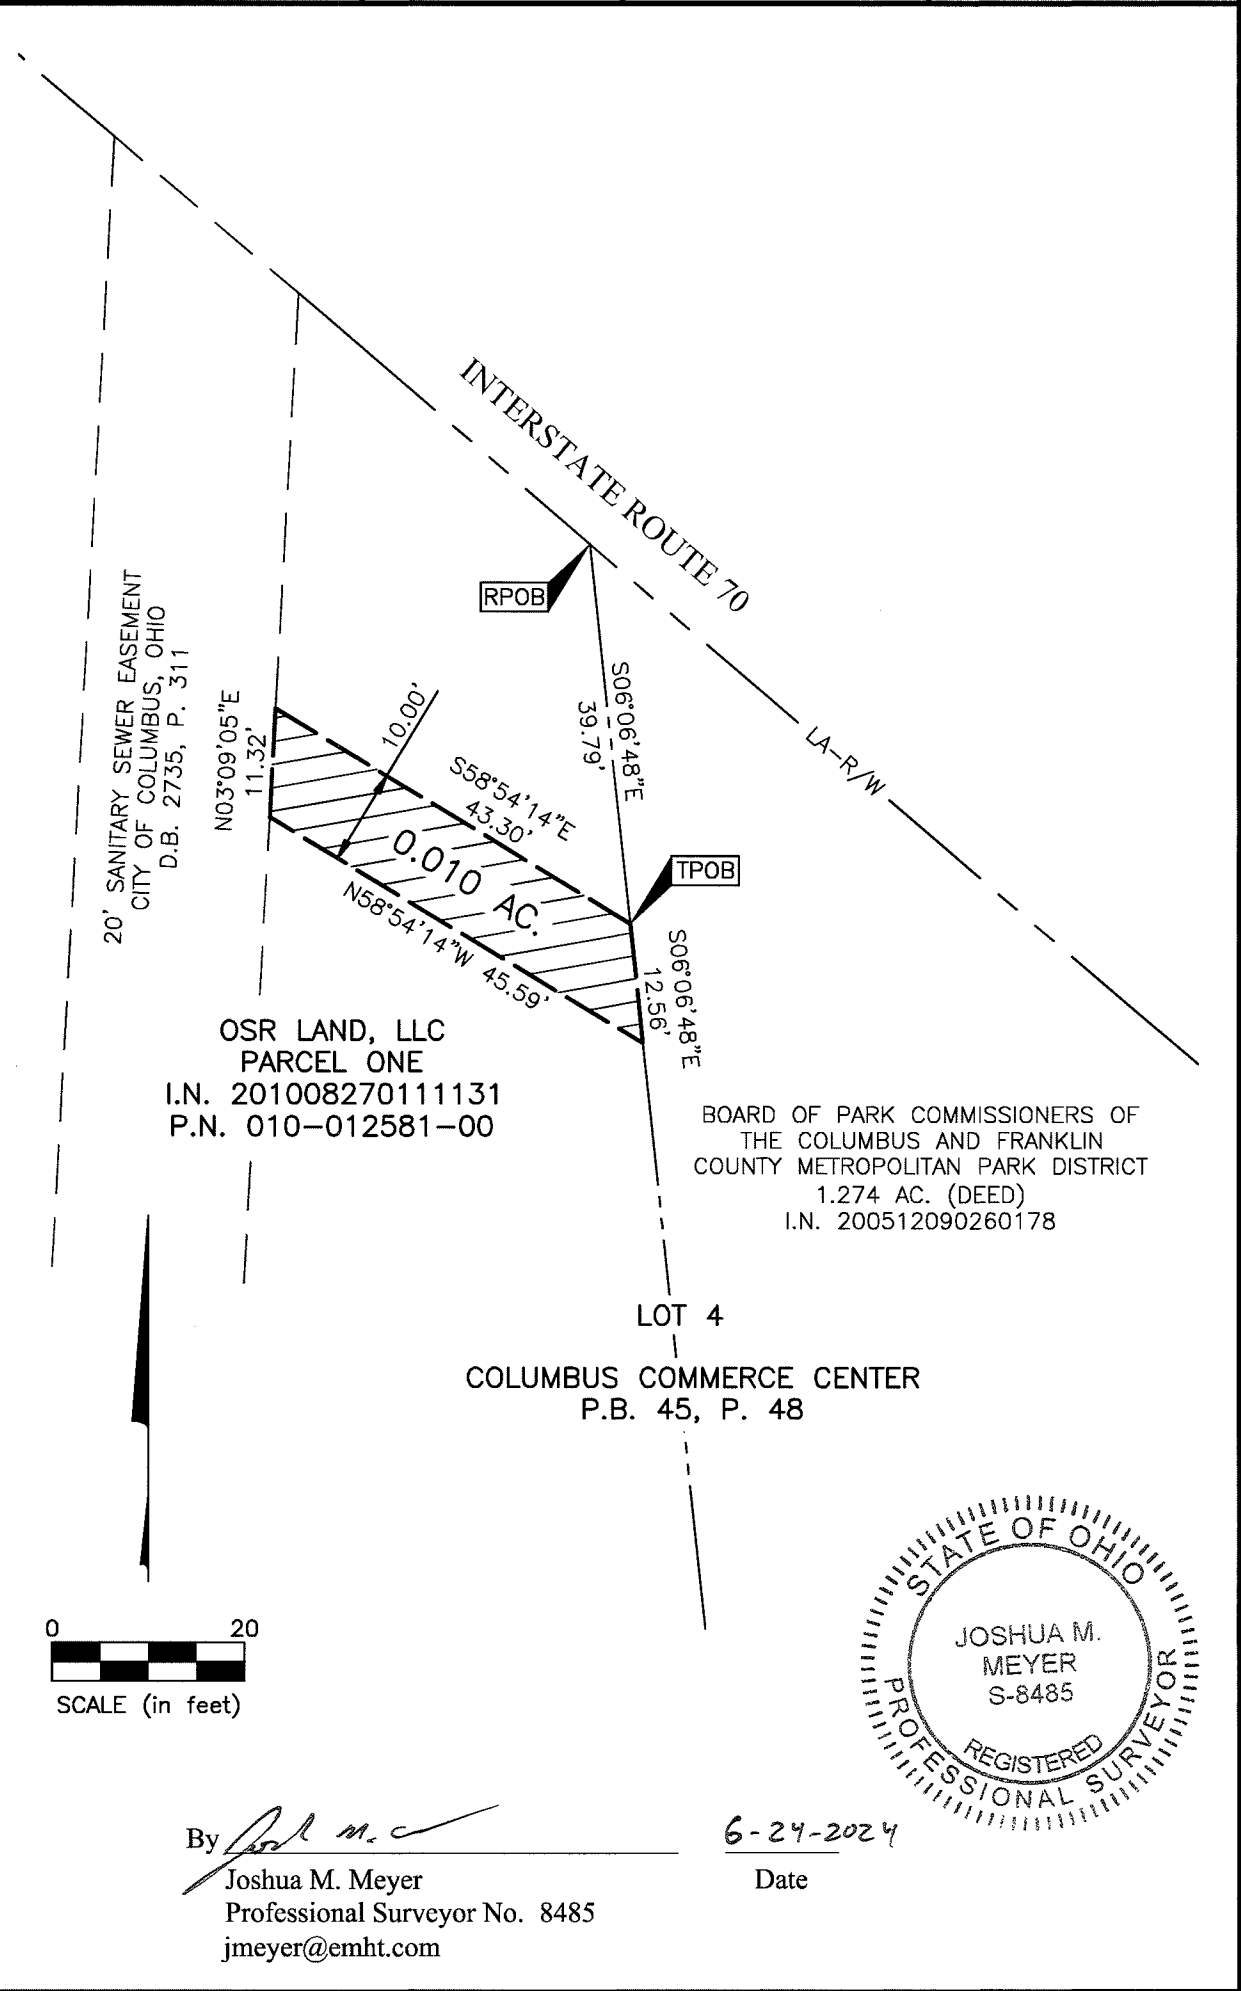 INTERSTATE ROUTE 70
RPOB
S06°06'48"E
39.79'
LA-R/W
20' SANITARY SEWER EASEMENT
CITY OF COLUMBUS, OHIO
D.B. 2735, P. 311
N03°09'05"E
11.32'
10.00'
S58°54'14"E
43.30'
0.010 AC.
TPOB
N58°54'14"W 45.59'
S06°06'48"E
12.56'
OSR LAND, LLC
PARCEL ONE
I.N. 201008270111131
P.N. 010-012581-00
BOARD OF PARK COMMISSIONERS OF
THE COLUMBUS AND FRANKLIN
COUNTY METROPOLITAN PARK DISTRICT
1.274 AC. (DEED)
I.N. 200512090260178
LOT 4
COLUMBUS COMMERCE CENTER
P.B. 45, P. 48
0 20
SCALE (in feet)
STATE OF OHIO
JOSHUA M.
MEYER
S-8485
REGISTERED
PROFESSIONAL SURVEYOR
By
6-24-2024
Joshua M. Meyer
Date
Professional Surveyor No. 8485
jmeyer@emht.com